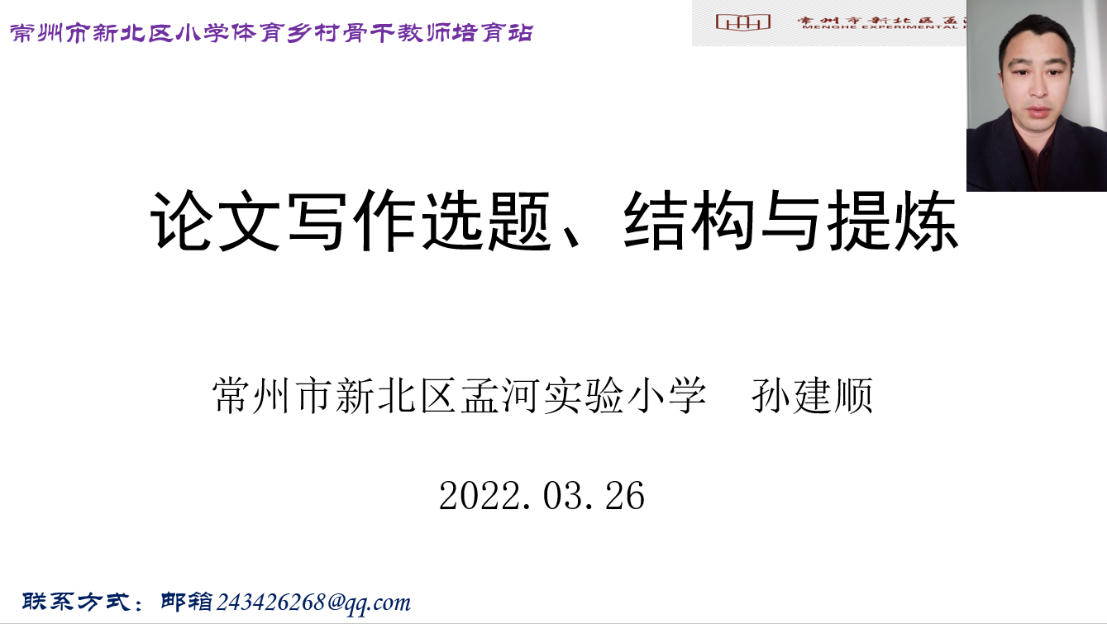 常州市新北区小学体育乡村骨干教师培育站
常州市新北区孟
MENGHE EXPERIMENTAL
论文写作选题、结构与提炼
常州市新北区孟河实验小学 孙建顺
2022.03.26
联系方式：邮箱243426268@qq.com